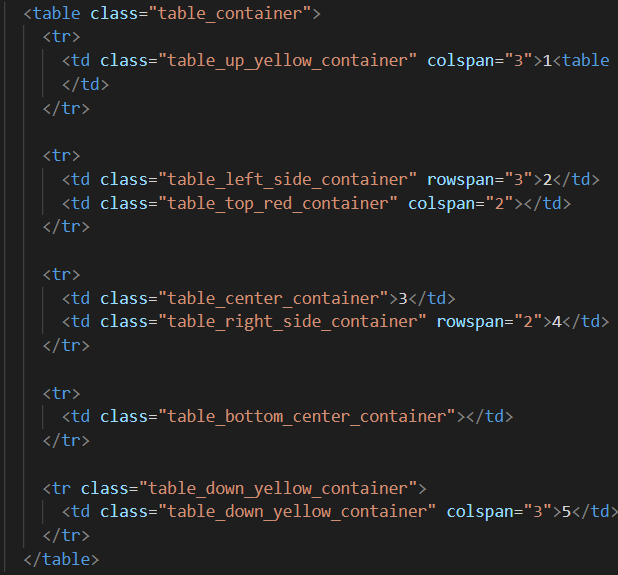 <table class="table_container">
<tr>
<td class="table_up_yellow_container" colspan="3">1<table
</td>
</tr>
<tr>
<td class="table_left_side_container" rowspan="3">2</td>
<td class="table_top_red_container" colspan="2"></td>
</tr>
<tr>
<td class="table_center_container">3</td>
<td class="table_right_side_container" rowspan="2">4</td>
</tr>
<tr>
<td class="table_bottom_center_container"></td>
</tr>
<tr class="table_down_yellow_container">
<td class="table_down_yellow_container" colspan="3">5</td>
</tr>
</table>